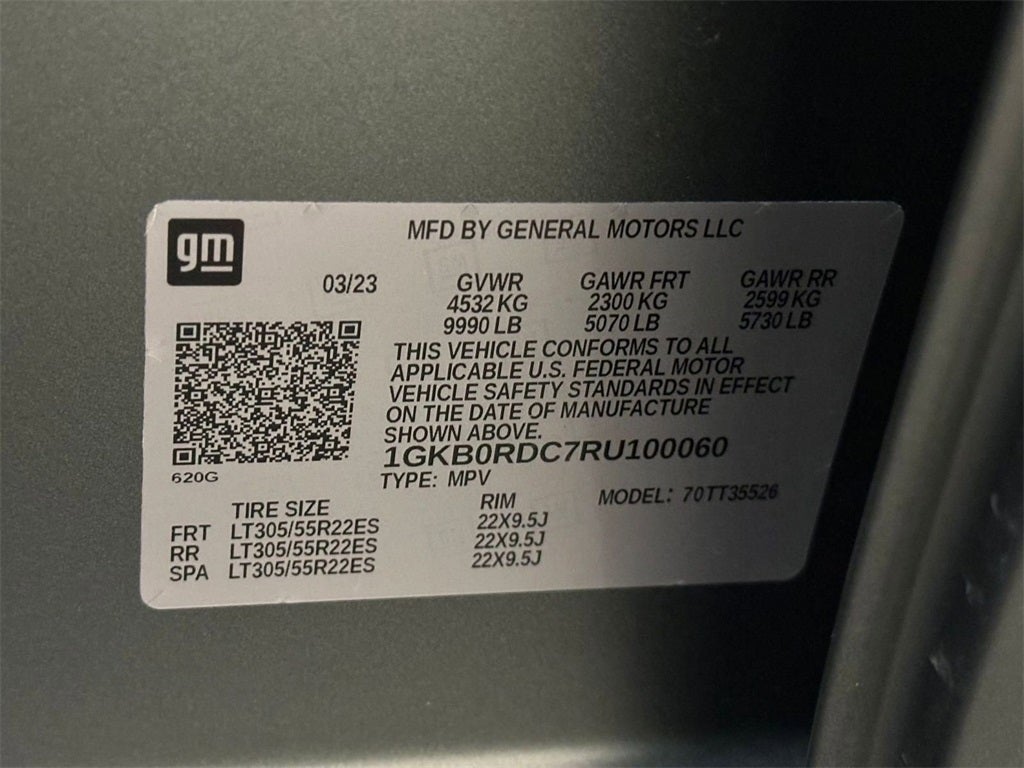 gm
MFD BY GENERAL MOTORS LLC
03/23
GVWR GAWR FRT GAWR RR
4532 KG 2300 KG 2599 KG
9990 LB 5070 LB 5730 LB
THIS VEHICLE CONFORMS TO ALL
APPLICABLE U.S. FEDERAL MOTOR
VEHICLE SAFETY STANDARDS IN EFFECT
ON THE DATE OF MANUFACTURE
SHOWN ABOVE.
1GKB0RDC7RU100060
620G
TYPE: MPV
MODEL: 70TT35526
TIRE SIZE RIM
FRT LT305/55R22ES 22X9.5J
RR LT305/55R22ES 22X9.5J
SPA LT305/55R22ES 22X9.5J